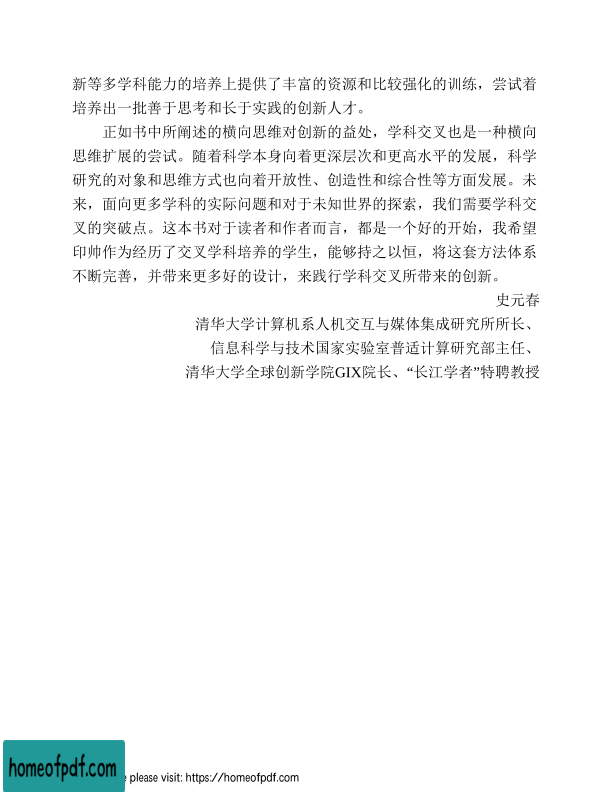 新等多学科能力的培养上提供了丰富的资源和比较强化的训练，尝试着
培养出一批善于思考和长于实践的创新人才。
正如书中所阐述的横向思维对创新的益处，学科交叉也是一种横向
思维扩展的尝试。随着科学本身向着更深层次和更高水平的发展，科学
研究的对象和思维方式也向着开放性、创造性和综合性等方面发展。未
来，面向更多学科的实际问题和对于未知世界的探索，我们需要学科交
叉的突破点。这本书对于读者和作者而言，都是一个好的开始，我希望
印帅作为经历了交叉学科培养的学生，能够持之以恒，将这套方法体系
不断完善，并带来更多好的设计，来践行学科交叉所带来的创新。
史元春
清华大学计算机系人机交互与媒体集成研究所所长、
信息科学与技术国家实验室普适计算研究部主任、
清华大学全球创新学院GIX院长、“长江学者”特聘教授
homeofpdf.com
please visit: https://homeofpdf.com